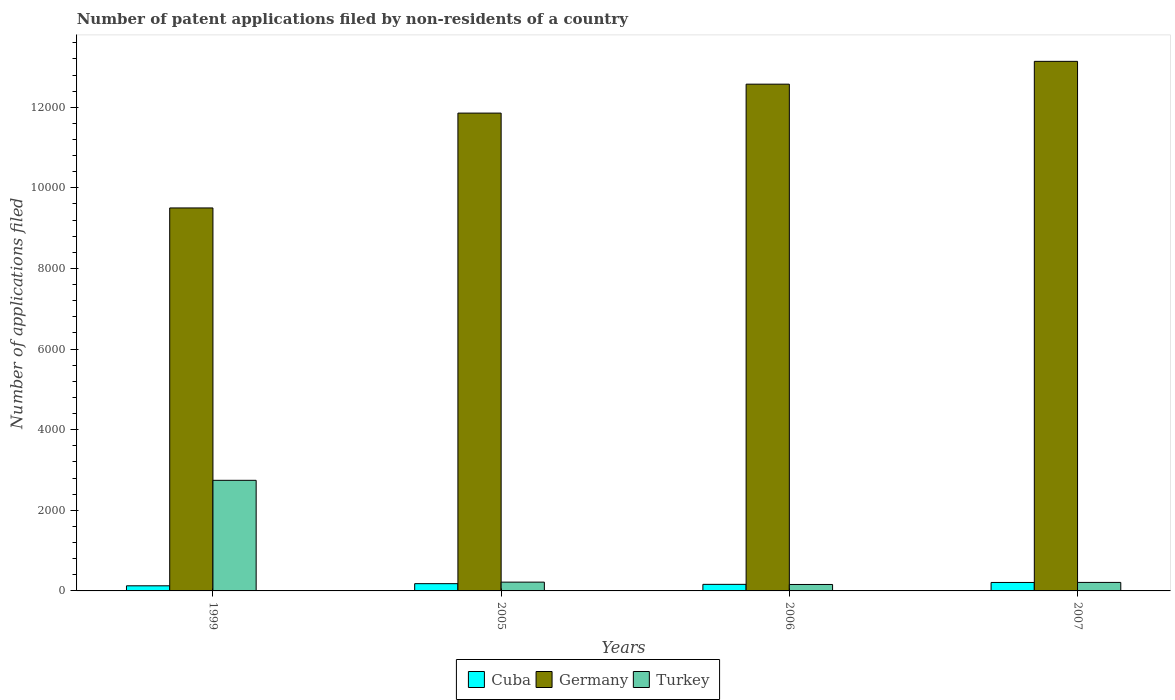 Number of patent applications filed by non-residents of a country
Number of applications filed
12000
10000
8000
6000
4000
2000
0
1999
2005
2006
2007
Years
Cuba
Germany
Turkey